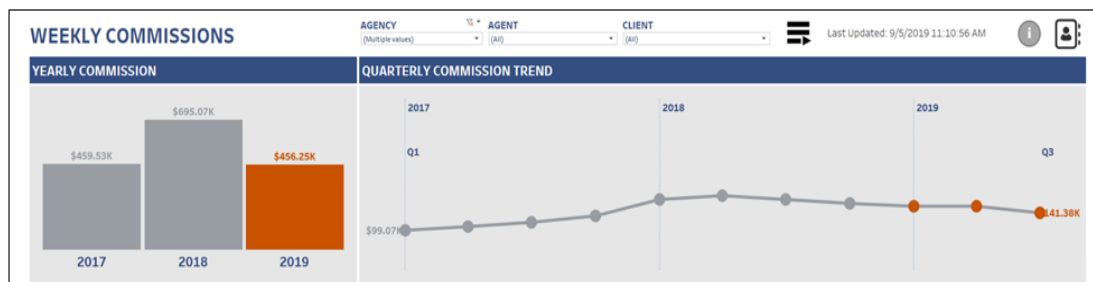 WEEKLY COMMISSIONS
AGENCY
(Multiple values)
AGENT
(All)
CLIENT
(All)
Last Updated: 9/5/2019 11:10:56 AM
i
YEARLY COMMISSION
$459.53K
$695.07K
$456.25K
2017
2018
2019
QUARTERLY COMMISSION TREND
2017
2018
2019
Q1
Q3
$99.07K
141.38K